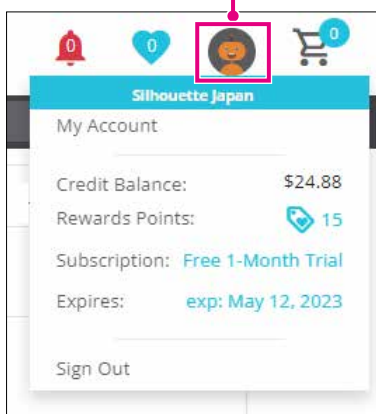 0
0
0
Silhouette Japan
My Account
Credit Balance: $24.88
Rewards Points: 15
Subscription: Free 1-Month Trial
Expires: exp: May 12, 2023
Sign Out